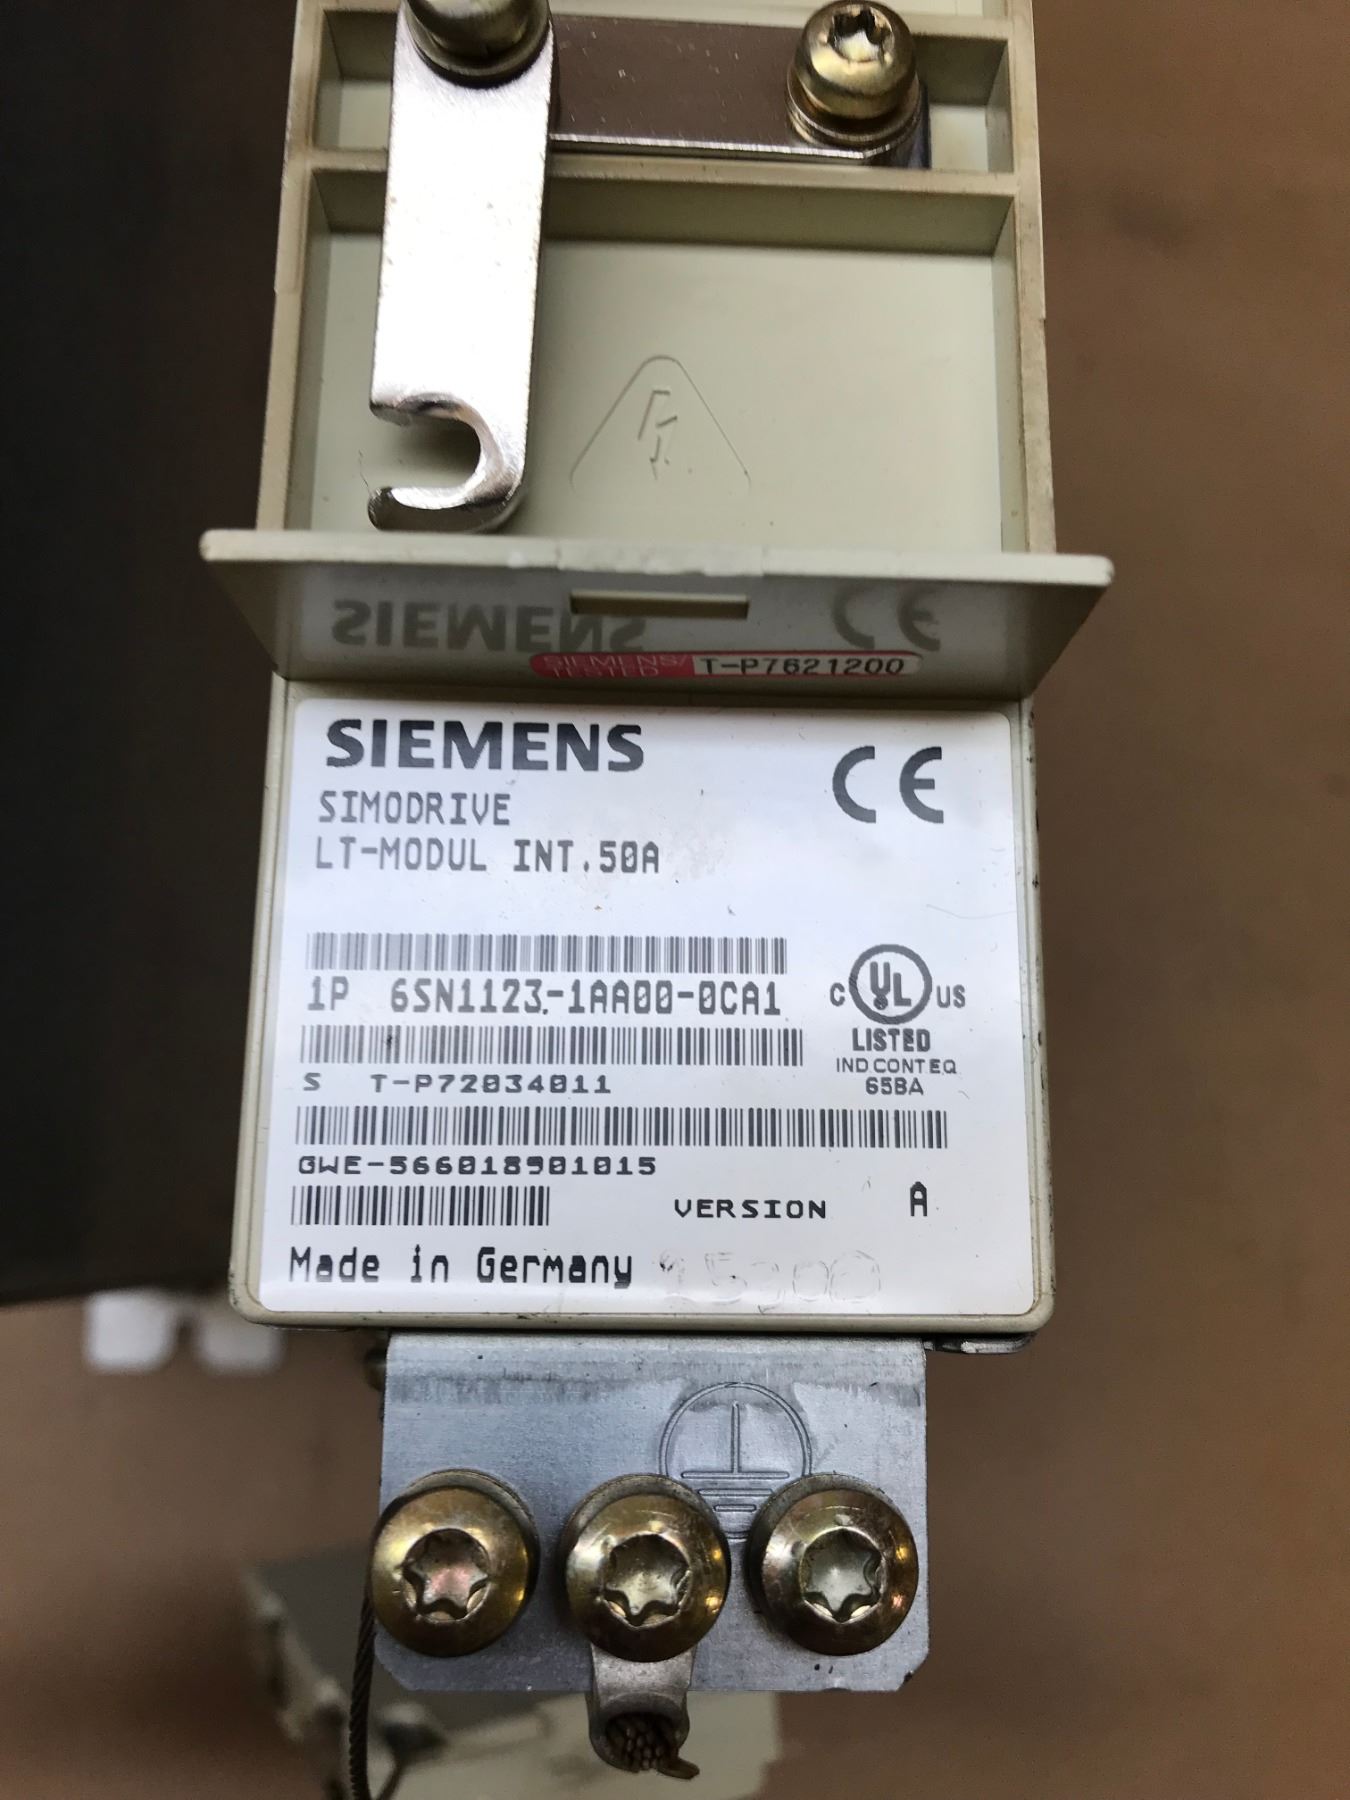 SIEMENS/
TESTED T-P7621200
SIEMENS
CE
SIMODRIVE
LT-MODUL INT.50A
1P 6SN1123-1AA00-0CA1
C UL US
LISTED
IND CONT EQ
65BA
S T-P72034011
GWE-566018901015
VERSION A
Made in Germany